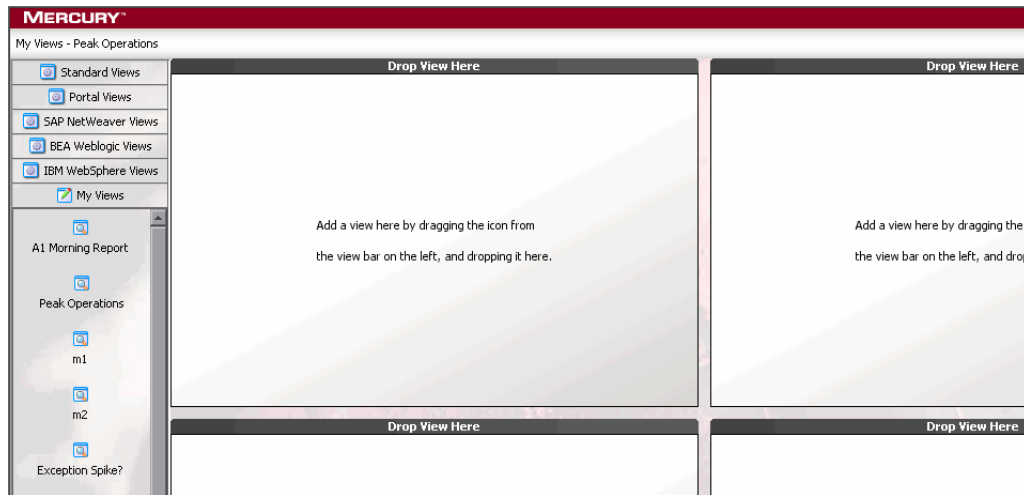 MERCURY™
My Views - Peak Operations
Standard Views
Portal Views
SAP NetWeaver Views
BEA Weblogic Views
IBM WebSphere Views
My Views
A1 Morning Report
Peak Operations
m1
m2
Exception Spike?
Drop View Here
Add a view here by dragging the icon from
the view bar on the left, and dropping it here.
Drop View Here
Add a view here by dragging the
the view bar on the left, and dro
Drop View Here
Drop View Here